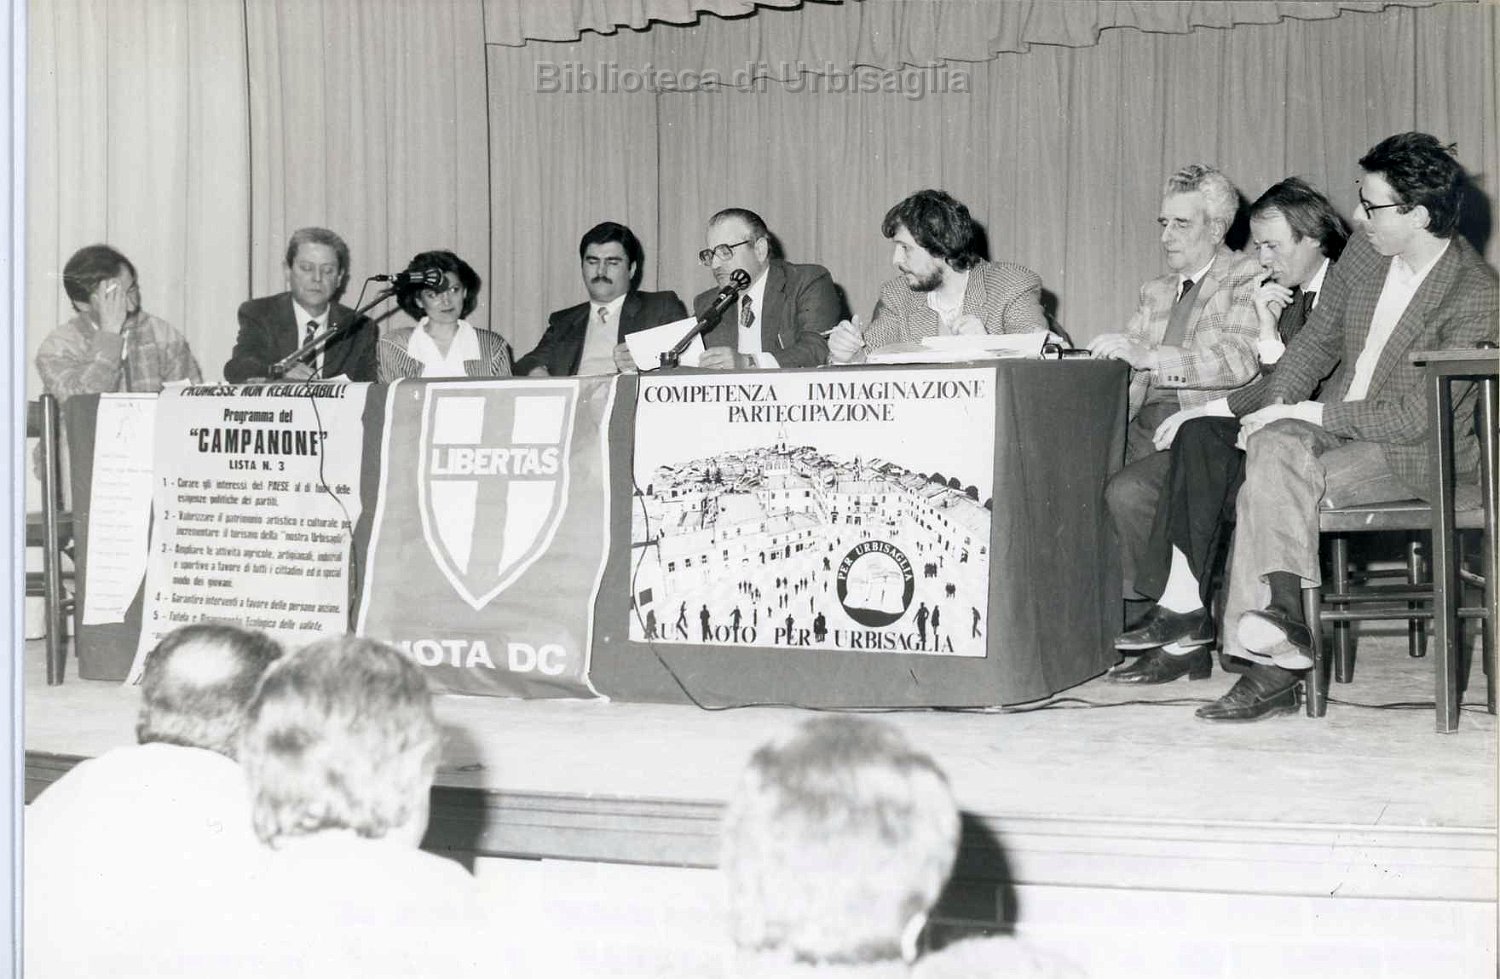 Biblioteca di Urbisaglia
PROMESSE NON REALIZZABILI!
Programma del
"CAMPANONE"
LISTA N. 3
1 - Curare gli interessi del PAESE al di fuori delle
esigenze politiche dei partiti.
2 - Valorizzare il patrimonio artistico e culturale per
incrementare il turismo della "nostra Urbisaglia"
3 - Ampliare le attività agricole, artigianali, industriali
e sportive a favore di tutti i cittadini ed in special
modo dei giovani.
4 - Garantire interventi a favore delle persone anziane.
5 - Tutela e Ecologico delle vallate.
LIBERTAS
VOTA DC
COMPETENZA IMMAGINAZIONE
PARTECIPAZIONE
PER URBISAGLIA
UN VOTO PER URBISAGLIA